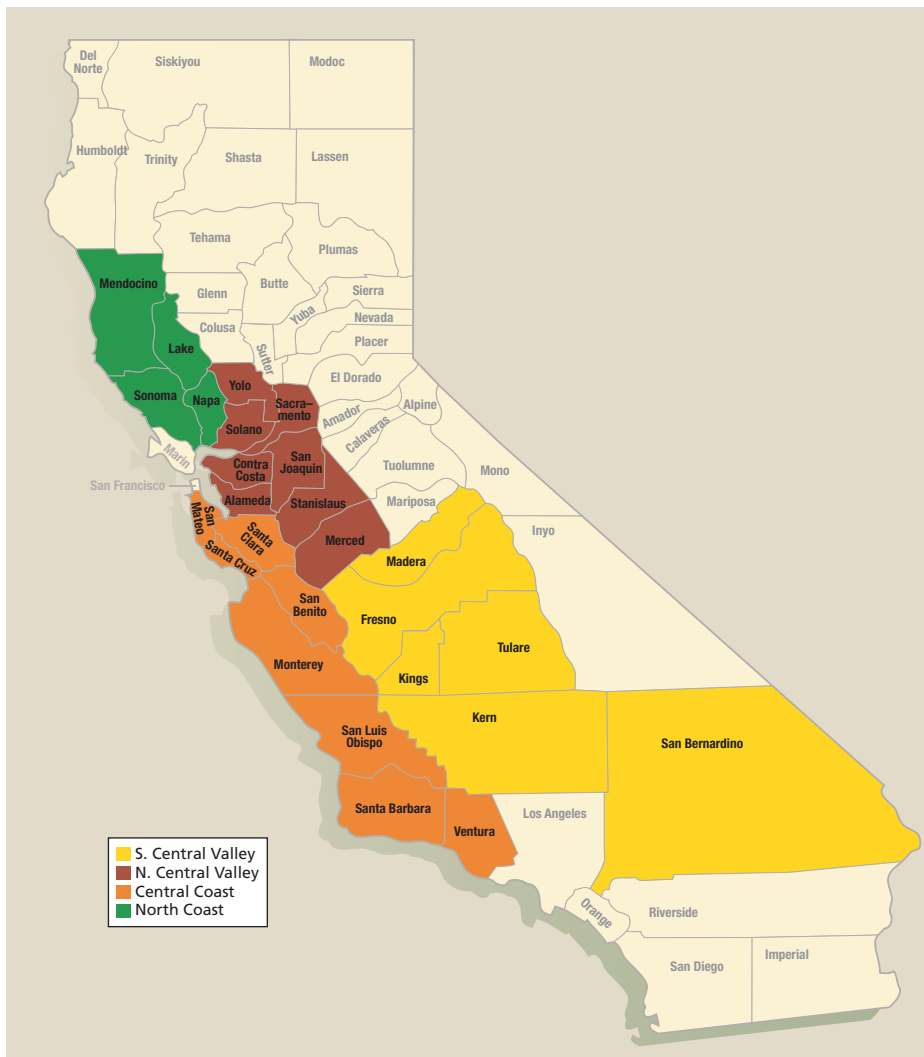 Del
Norte
Siskiyou
Modoc
Humboldt
Trinity
Shasta
Lassen
Tehama
Plumas
Butte
Glenn
Sierra
Yuba
Nevada
Colusa
Placer
Sutter
Mendocino
Lake
El Dorado
Yolo
Sonoma
Napa
Sacra–
mento
Alpine
Amador
Solano
Calaveras
Marin
San
Joaquin
Contra
Costa
Tuolumne
Mono
San Francisco
Alameda
Stanislaus
Mariposa
San
Mateo
Santa
Clara
Merced
Inyo
Santa Cruz
Madera
San
Benito
Fresno
Tulare
Monterey
Kings
Kern
San Luis
Obispo
San Bernardino
Santa Barbara
Ventura
Los Angeles
S. Central Valley
N. Central Valley
Central Coast
North Coast
Orange
Riverside
San Diego
Imperial